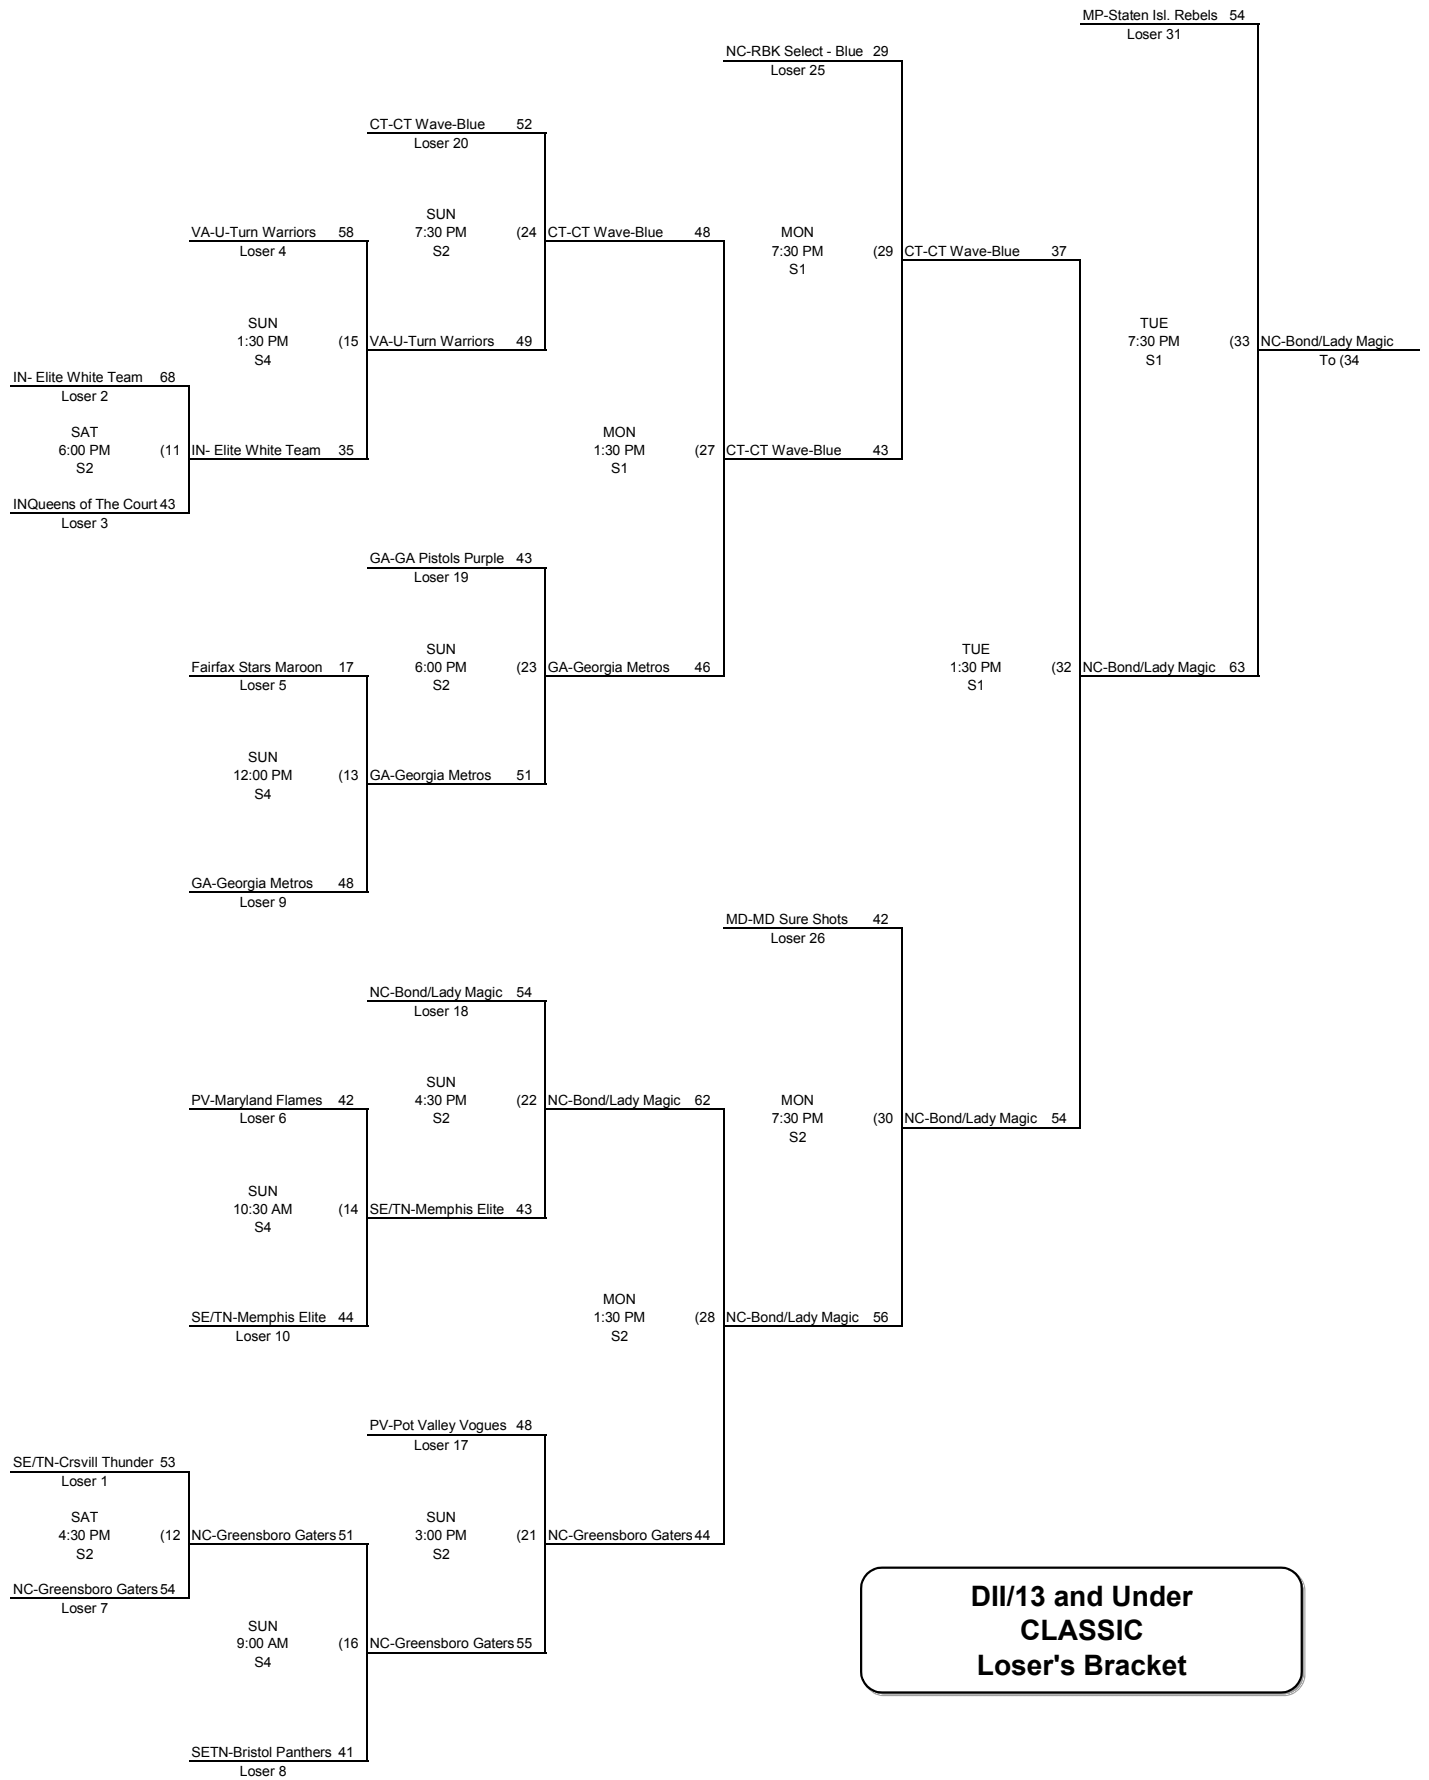 MP-Staten Isl. Rebels 54
Loser 31
NC-RBK Select - Blue 29
Loser 25
CT-CT Wave-Blue 52
Loser 20
SUN
7:30 PM (24 CT-CT Wave-Blue 48
S2
VA-U-Turn Warriors 58
Loser 4
MON
7:30 PM (29 CT-CT Wave-Blue 37
S1
SUN
1:30 PM (15 VA-U-Turn Warriors 49
S4
TUE
7:30 PM (33 NC-Bond/Lady Magic
S1 To (34
IN- Elite White Team 68
Loser 2
SAT
6:00 PM (11 IN- Elite White Team 35
S2
MON
1:30 PM (27 CT-CT Wave-Blue 43
S1
INQueens of The Court 43
Loser 3
GA-GA Pistols Purple 43
Loser 19
SUN
6:00 PM (23 GA-Georgia Metros 46
S2
Fairfax Stars Maroon 17
Loser 5
TUE
1:30 PM (32 NC-Bond/Lady Magic 63
S1
SUN
12:00 PM (13 GA-Georgia Metros 51
S4
GA-Georgia Metros 48
Loser 9
MD-MD Sure Shots 42
Loser 26
NC-Bond/Lady Magic 54
Loser 18
SUN
4:30 PM (22 NC-Bond/Lady Magic 62
S2
PV-Maryland Flames 42
Loser 6
MON
7:30 PM (30 NC-Bond/Lady Magic 54
S2
SUN
10:30 AM (14 SE/TN-Memphis Elite 43
S4
SE/TN-Memphis Elite 44
Loser 10
MON
1:30 PM (28 NC-Bond/Lady Magic 56
S2
PV-Pot Valley Vogues 48
Loser 17
SE/TN-Crsvill Thunder 53
Loser 1
SAT
4:30 PM (12 NC-Greensboro Gaters 51
S2
SUN
3:00 PM (21 NC-Greensboro Gaters 44
S2
NC-Greensboro Gaters 54
Loser 7
SUN
9:00 AM (16 NC-Greensboro Gaters 55
S4
SETN-Bristol Panthers 41
Loser 8
DII/13 and Under
CLASSIC
Loser's Bracket